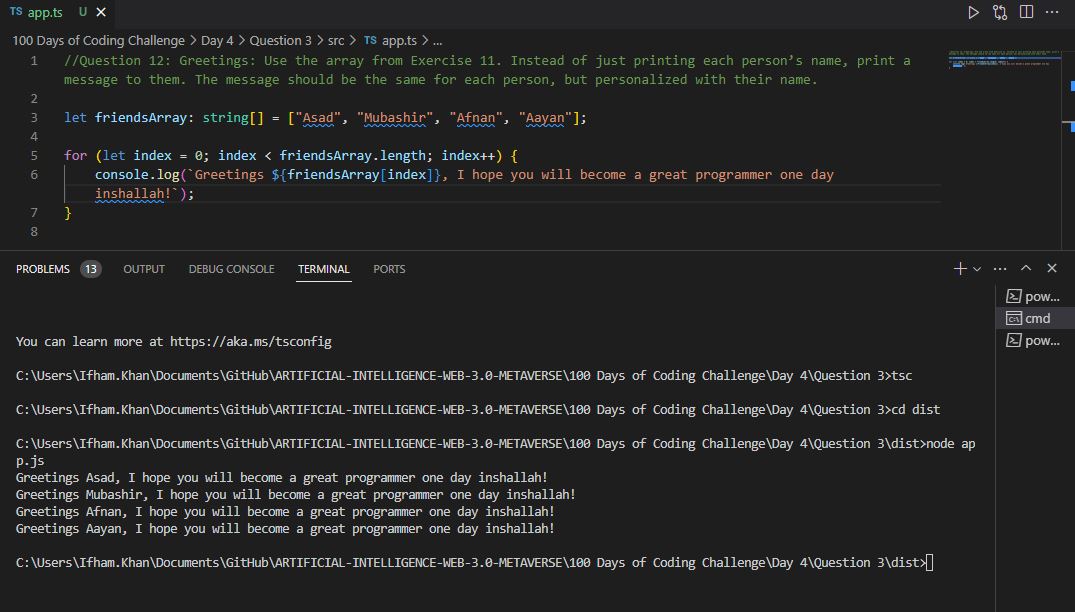 TS app.ts U
100 Days of Coding Challenge > Day 4 > Question 3 > src > TS app.ts > ...
1 //Question 12: Greetings: Use the array from Exercise 11. Instead of just printing each person’s name, print a
message to them. The message should be the same for each person, but personalized with their name.
2
3 let friendsArray: string[] = ["Asad", "Mubashir", "Afnan", "Aayan"];
4
5 for (let index = 0; index < friendsArray.length; index++) {
6 console.log(`Greetings ${friendsArray[index]}, I hope you will become a great programmer one day
inshallah!`);
7 }
8
PROBLEMS 13 OUTPUT DEBUG CONSOLE TERMINAL PORTS
pow...
cmd
pow...
You can learn more at https://aka.ms/tsconfig
C:\Users\Ifham.Khan\Documents\GitHub\ARTIFICIAL-INTELLIGENCE-WEB-3.0-METAVERSE\100 Days of Coding Challenge\Day 4\Question 3>tsc
C:\Users\Ifham.Khan\Documents\GitHub\ARTIFICIAL-INTELLIGENCE-WEB-3.0-METAVERSE\100 Days of Coding Challenge\Day 4\Question 3>cd dist
C:\Users\Ifham.Khan\Documents\GitHub\ARTIFICIAL-INTELLIGENCE-WEB-3.0-METAVERSE\100 Days of Coding Challenge\Day 4\Question 3\dist>node ap
p.js
Greetings Asad, I hope you will become a great programmer one day inshallah!
Greetings Mubashir, I hope you will become a great programmer one day inshallah!
Greetings Afnan, I hope you will become a great programmer one day inshallah!
Greetings Aayan, I hope you will become a great programmer one day inshallah!
C:\Users\Ifham.Khan\Documents\GitHub\ARTIFICIAL-INTELLIGENCE-WEB-3.0-METAVERSE\100 Days of Coding Challenge\Day 4\Question 3\dist>